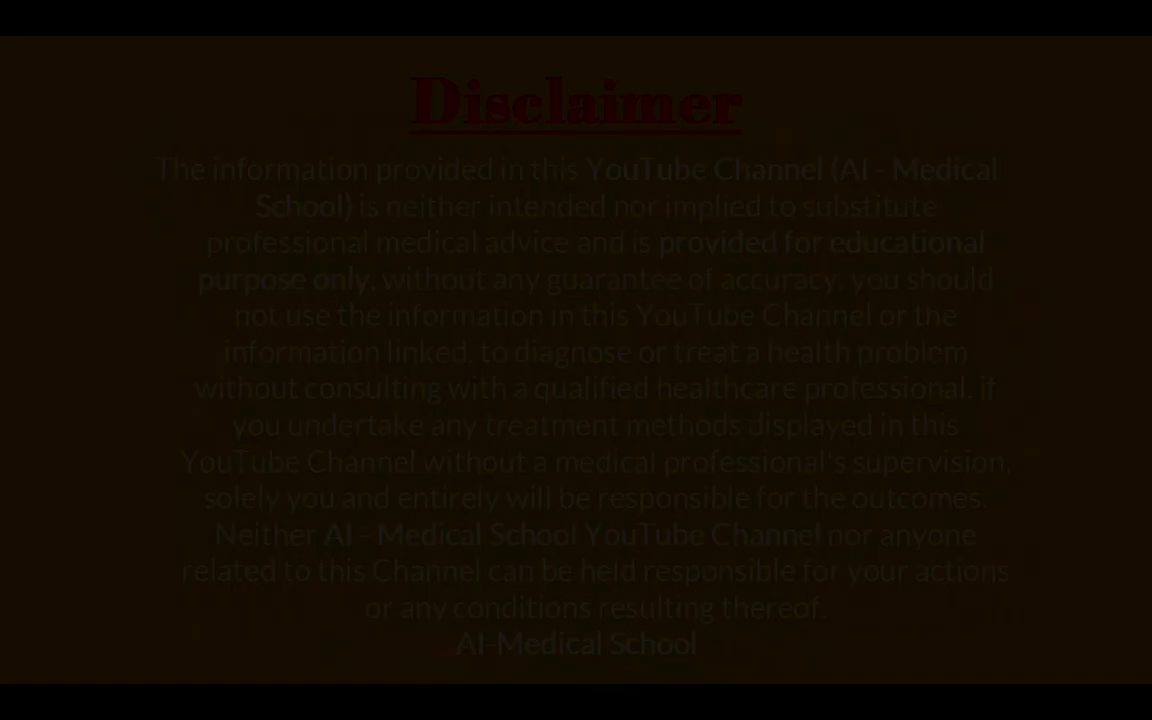 Disclaimer
The information provided in this YouTube Channel (AI - Medical
School) is neither intended nor implied to substitute
professional medical advice and is provided for educational
purpose only, without any guarantee of accuracy. you should
not use the information in this YouTube Channel or the
information linked, to diagnose or treat a health problem
without consulting with a qualified healthcare professional. if
you undertake any treatment methods displayed in this
YouTube Channel without a medical professional's supervision,
solely you and entirely will be responsible for the outcomes.
Neither AI - Medical School YouTube Channel nor anyone
related to this Channel can be held responsible for your actions
or any conditions resulting thereof.
AI-Medical School